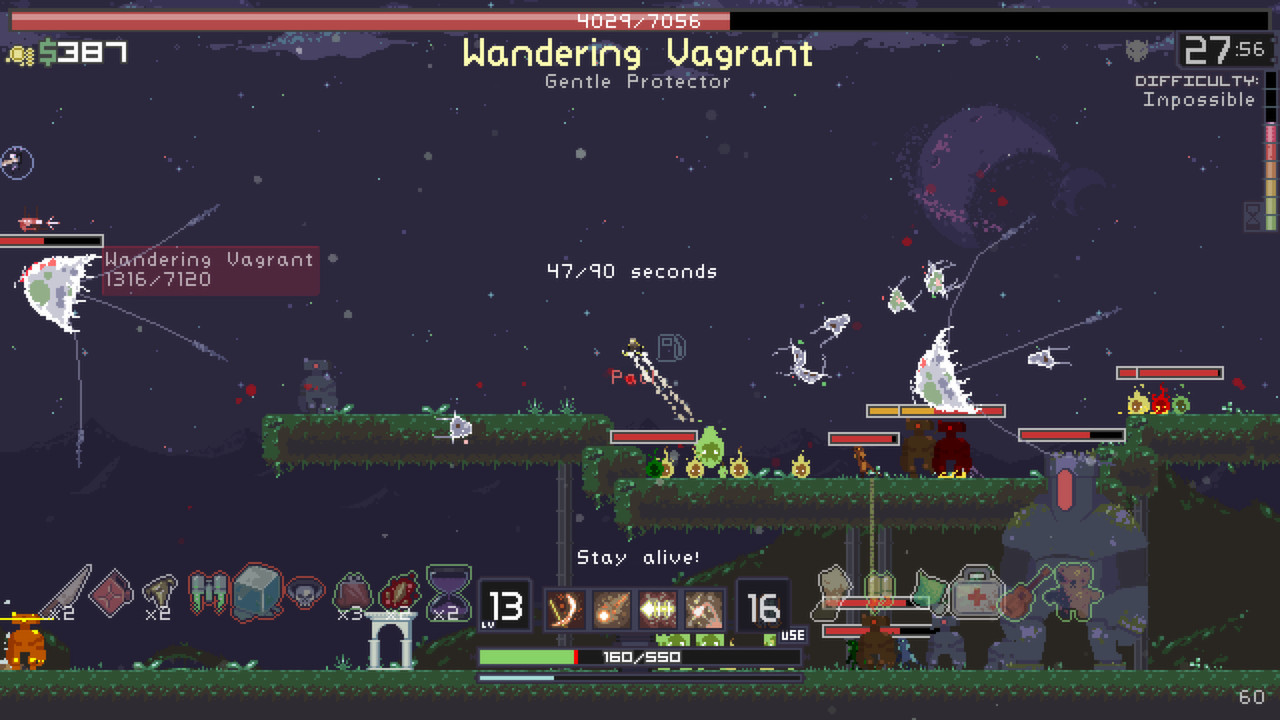 4029/7056
$387
Wandering Vagrant
Gentle Protector
27:56
DIFFICULTY:
Impossible
Wandering Vagrant
1316/7120
47/90 seconds
Stay alive!
x2
x2
x3
x2
13
LV
16
USE
160/550
60